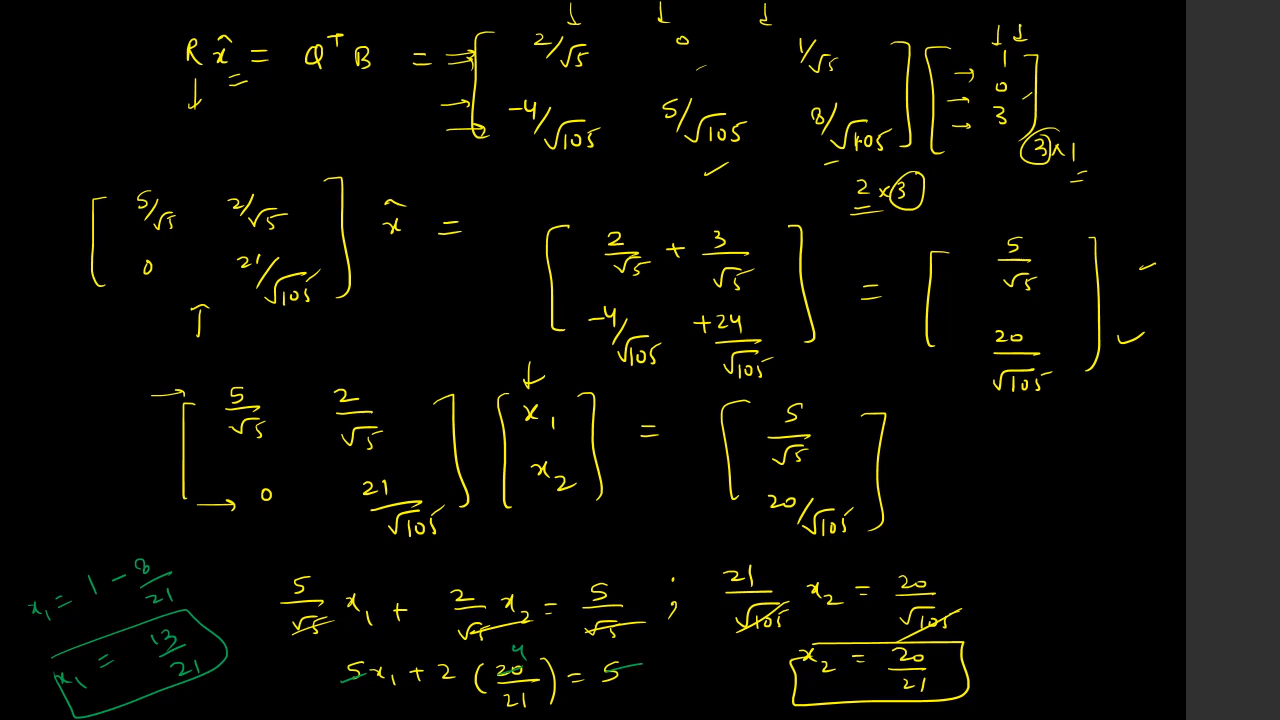 R x̂ = Qᵀ B = [ 2/√5 0 1/√5 ; -4/√105 5/√105 8/√105 ] [ 1 ; 0 ; 3 ] 3×1
2×3
[ 5/√5 2/√5 ; 0 21/√105 ] x̂ = [ 2/√5 + 3/√5 ; -4/√105 + 24/√105 ] = [ 5/√5 ; 20/√105 ]
[ 5/√5 2/√5 ; 0 21/√105 ] [ x₁ ; x₂ ] = [ 5/√5 ; 20/√105 ]
5/√5 x₁ + 2/√5 x₂ = 5/√5 ; 21/√105 x₂ = 20/√105
5x₁ + 2 ( 20/21 ) = 5 4
x₂ = 20/21
x₁ = 1 - 8/21
x₁ = 13/21